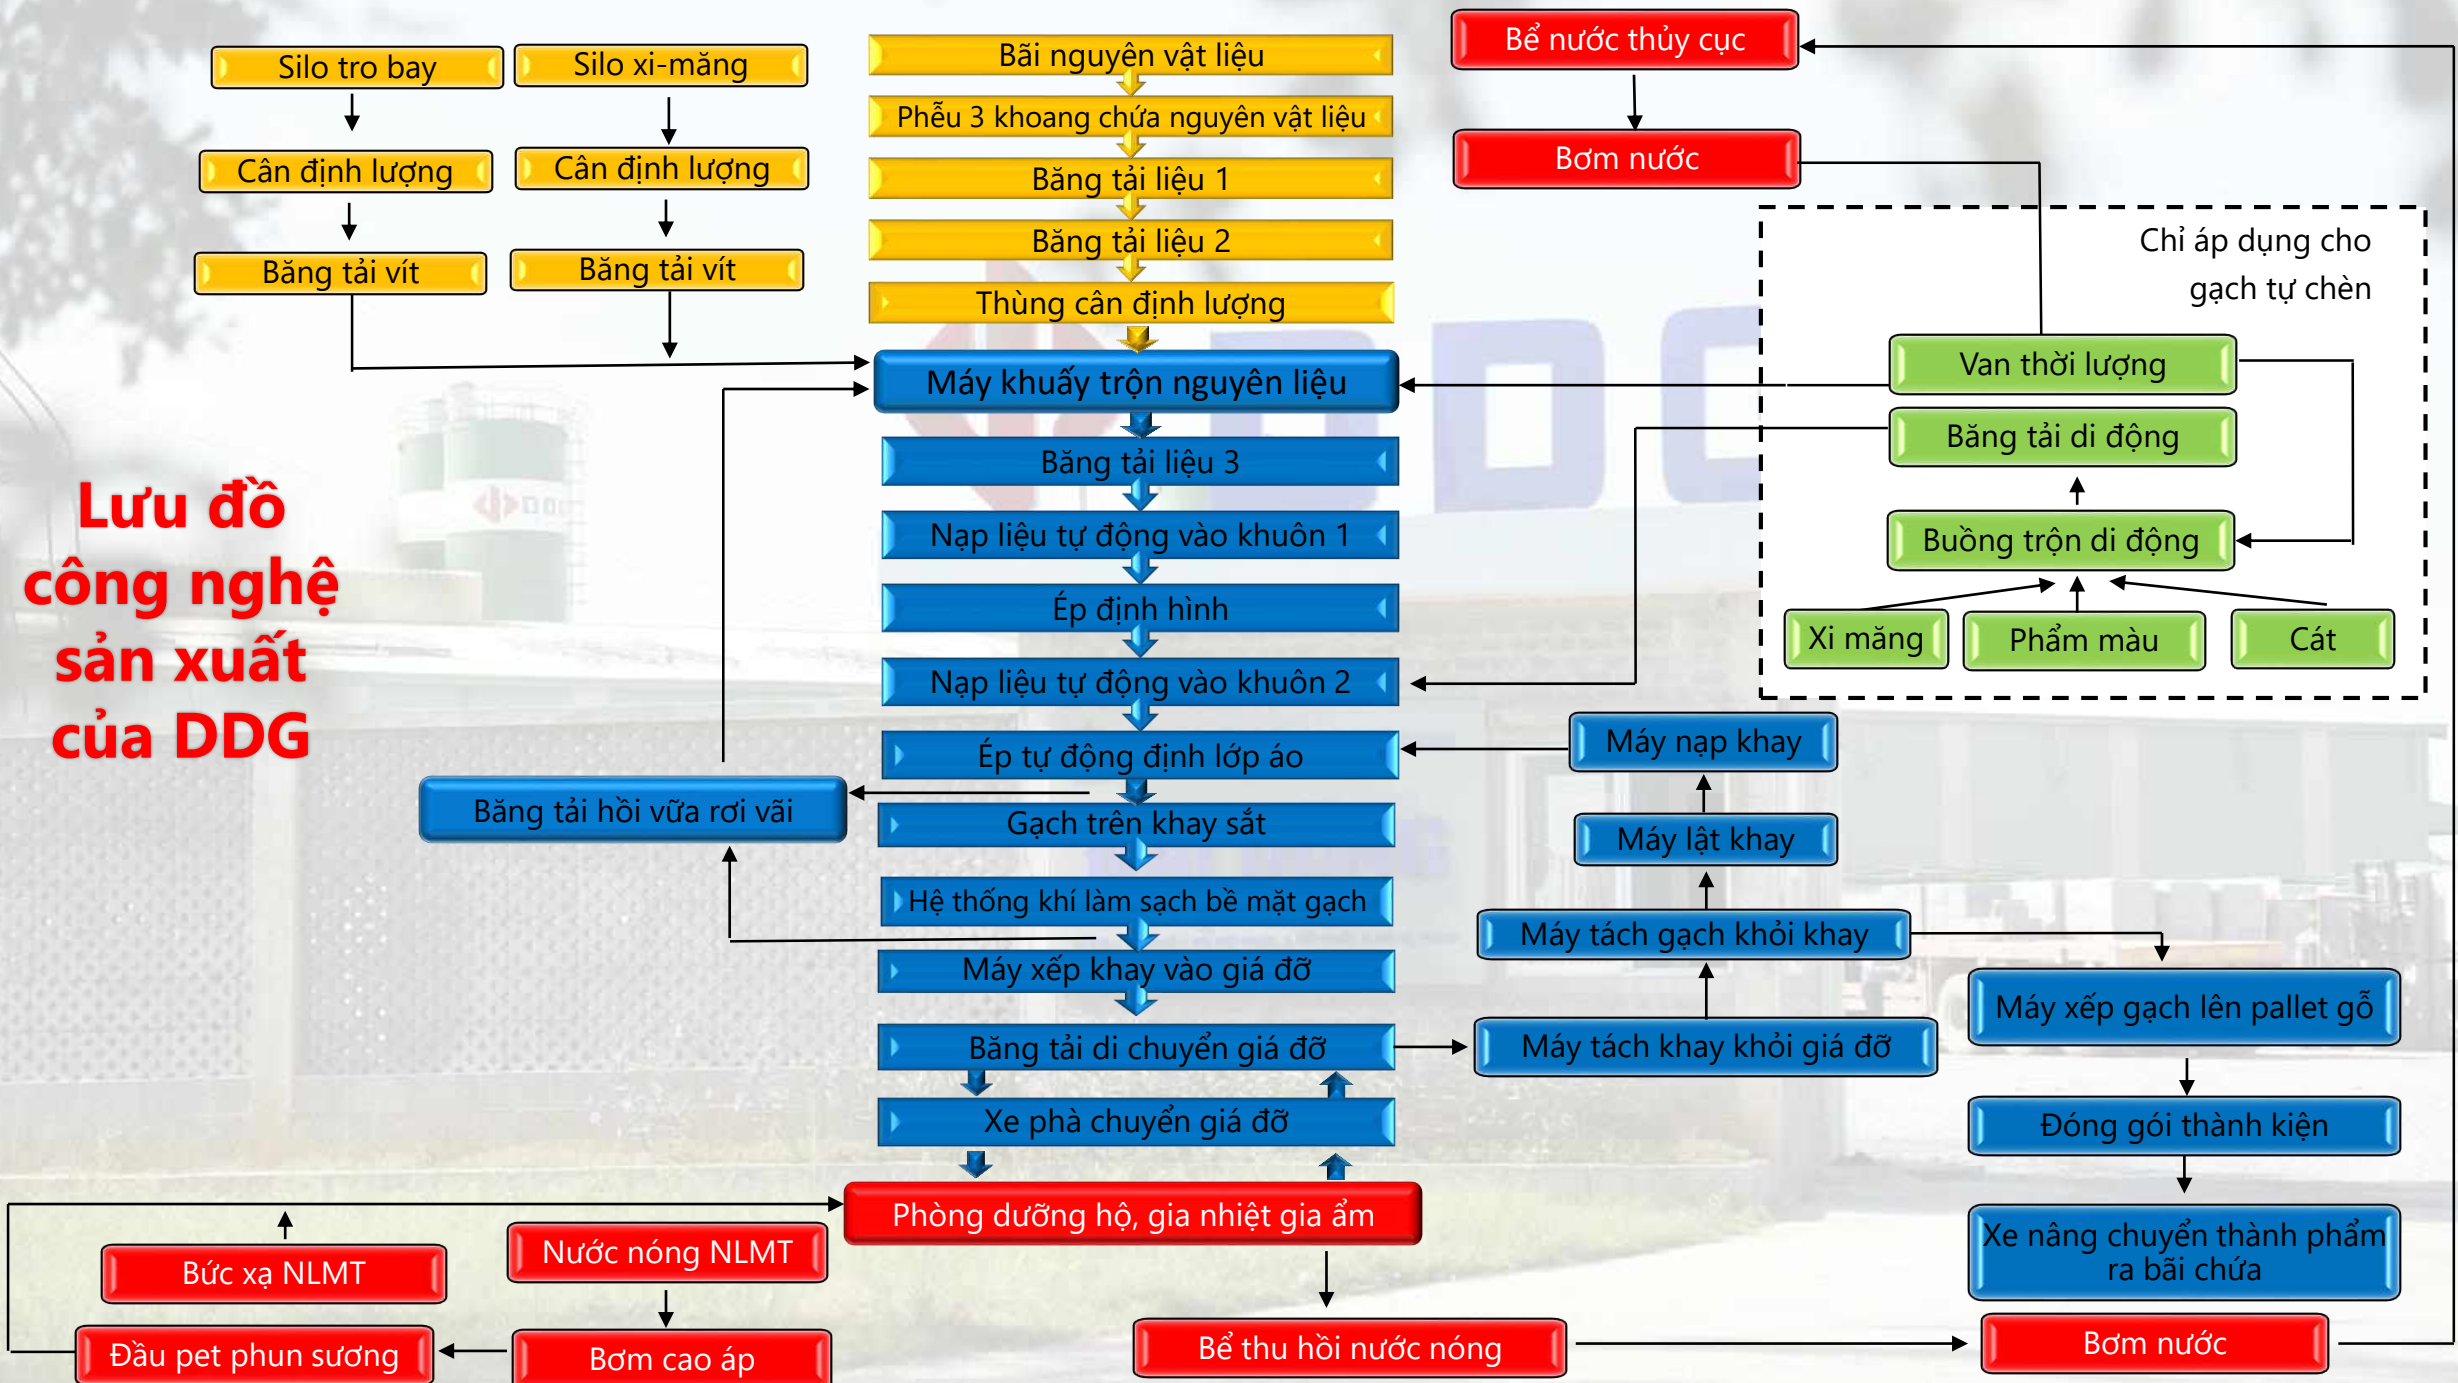 Silo tro bay
Silo xi-măng
Bãi nguyên vật liệu
Bể nước thủy cục
Phễu 3 khoang chứa nguyên vật liệu
Cân định lượng
Cân định lượng
Băng tải liệu 1
Bơm nước
Băng tải liệu 2
Băng tải vít
Băng tải vít
Thùng cân định lượng
Chỉ áp dụng cho
gạch tự chèn
Máy khuấy trộn nguyên liệu
Van thời lượng
Băng tải di động
Băng tải liệu 3
Nạp liệu tự động vào khuôn 1
Buồng trộn di động
Ép định hình
Xi măng
Phẩm màu
Cát
Lưu đồ
công nghệ
sản xuất
của DDG
Nạp liệu tự động vào khuôn 2
Ép tự động định lớp áo
Máy nạp khay
Băng tải hồi vữa rơi vãi
Gạch trên khay sắt
Máy lật khay
Hệ thống khí làm sạch bề mặt gạch
Máy tách gạch khỏi khay
Máy xếp khay vào giá đỡ
Máy xếp gạch lên pallet gỗ
Băng tải di chuyển giá đỡ
Máy tách khay khỏi giá đỡ
Xe phà chuyển giá đỡ
Đóng gói thành kiện
Phòng dưỡng hộ, gia nhiệt gia ẩm
Xe nâng chuyển thành phẩm
ra bãi chứa
Bức xạ NLMT
Nước nóng NLMT
Đầu pet phun sương
Bơm cao áp
Bể thu hồi nước nóng
Bơm nước